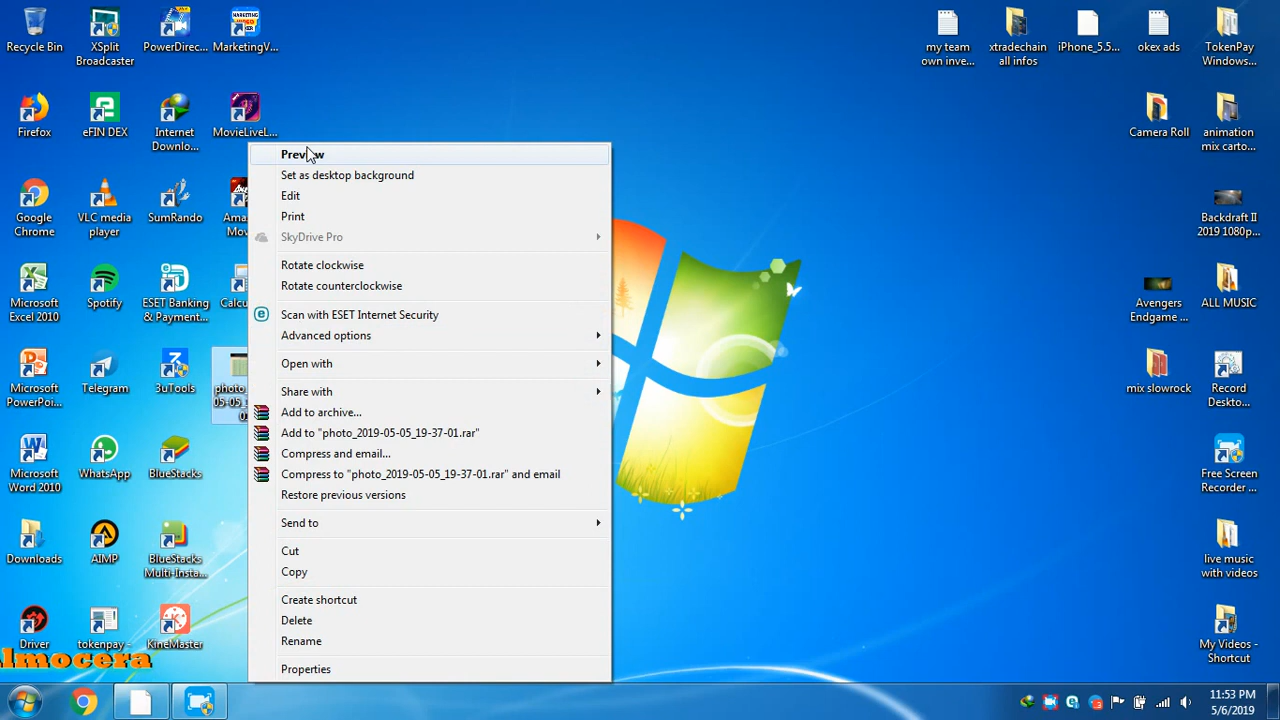 Recycle Bin
XSplit
Broadcaster
PowerDirec...
MarketingV...
Firefox
eFIN DEX
Internet
Downlo...
MovieLiveL...
Google
Chrome
VLC media
player
SumRando
Microsoft
Excel 2010
Spotify
ESET Banking
& Payment...
Microsoft
PowerPoi...
Telegram
3uTools
photo_
05-05_
01
Microsoft
Word 2010
WhatsApp
BlueStacks
Downloads
AIMP
BlueStacks
Multi-Insta...
Driver
tokenpay -
KineMaster
lmocera
Preview
Set as desktop background
Edit
Print
SkyDrive Pro
Rotate clockwise
Rotate counterclockwise
Scan with ESET Internet Security
Advanced options
Open with
Share with
Add to archive...
Add to "photo_2019-05-05_19-37-01.rar"
Compress and email...
Compress to "photo_2019-05-05_19-37-01.rar" and email
Restore previous versions
Send to
Cut
Copy
Create shortcut
Delete
Rename
Properties
my team
own inve...
xtradechain
all infos
iPhone_5.5...
okex ads
TokenPay
Windows...
Camera Roll
animation
mix carto...
Backdraft II
2019 1080p...
Avengers
Endgame ...
ALL MUSIC
mix slowrock
Record
Deskto...
Free Screen
Recorder ...
live music
with videos
My Videos -
Shortcut
11:53 PM
5/6/2019